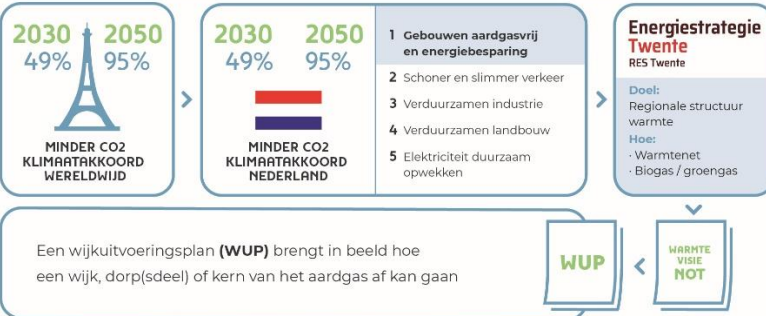 2030 2050
49% 95%
MINDER CO2
KLIMAATAKKOORD
WERELDWIJD
2030 2050
49% 95%
MINDER CO2
KLIMAATAKKOORD
NEDERLAND
1 Gebouwen aardgasvrij
en energiebesparing
2 Schoner en slimmer verkeer
3 Verduurzamen industrie
4 Verduurzamen landbouw
5 Elektriciteit duurzaam
opwekken
Energiestrategie
Twente
RES Twente
Doel:
Regionale structuur
warmte
Hoe:
· Warmtenet
· Biogas / groengas
WARMTE
VISIE
NOT
WUP
Een wijkuitvoeringsplan (WUP) brengt in beeld hoe
een wijk, dorp(sdeel) of kern van het aardgas af kan gaan